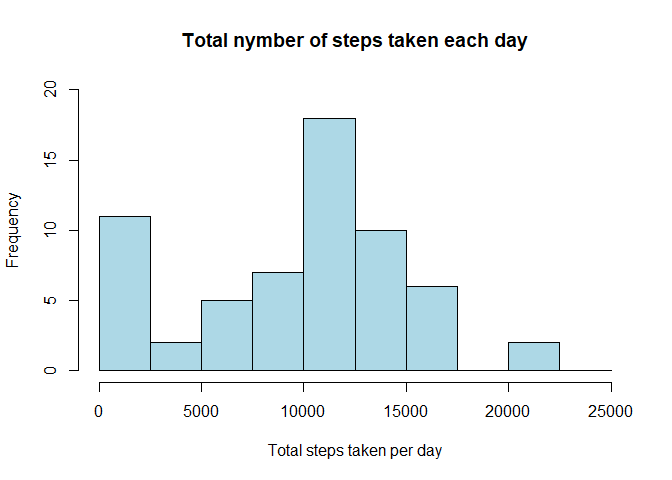 Total nymber of steps taken each day
Frequency
20
15
10
5
0
0 5000 10000 15000 20000 25000
Total steps taken per day